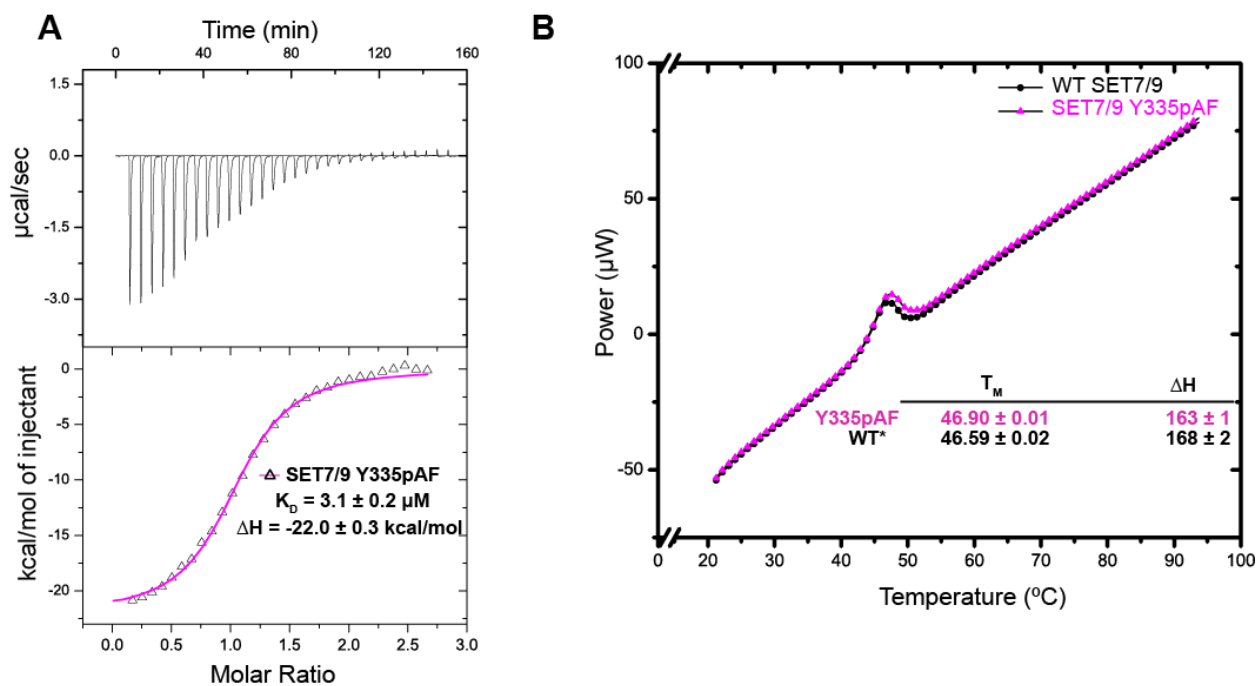 A
Time (min)
0 20 40 60 80 100 120 140 160
1.5
0.0
-1.5
-3.0
µcal/sec
0
-5
-10
-15
-20
kcal/mol of injectant
SET7/9 Y335pAF
K_D = 3.1 ± 0.2 µM
ΔH = -22.0 ± 0.3 kcal/mol
0.0 0.5 1.0 1.5 2.0 2.5 3.0
Molar Ratio
B
100
50
0
-50
Power (µW)
WT SET7/9
SET7/9 Y335pAF
T_M ΔH
Y335pAF 46.90 ± 0.01 163 ± 1
WT* 46.59 ± 0.02 168 ± 2
0 20 30 40 50 60 70 80 90 100
Temperature (ºC)